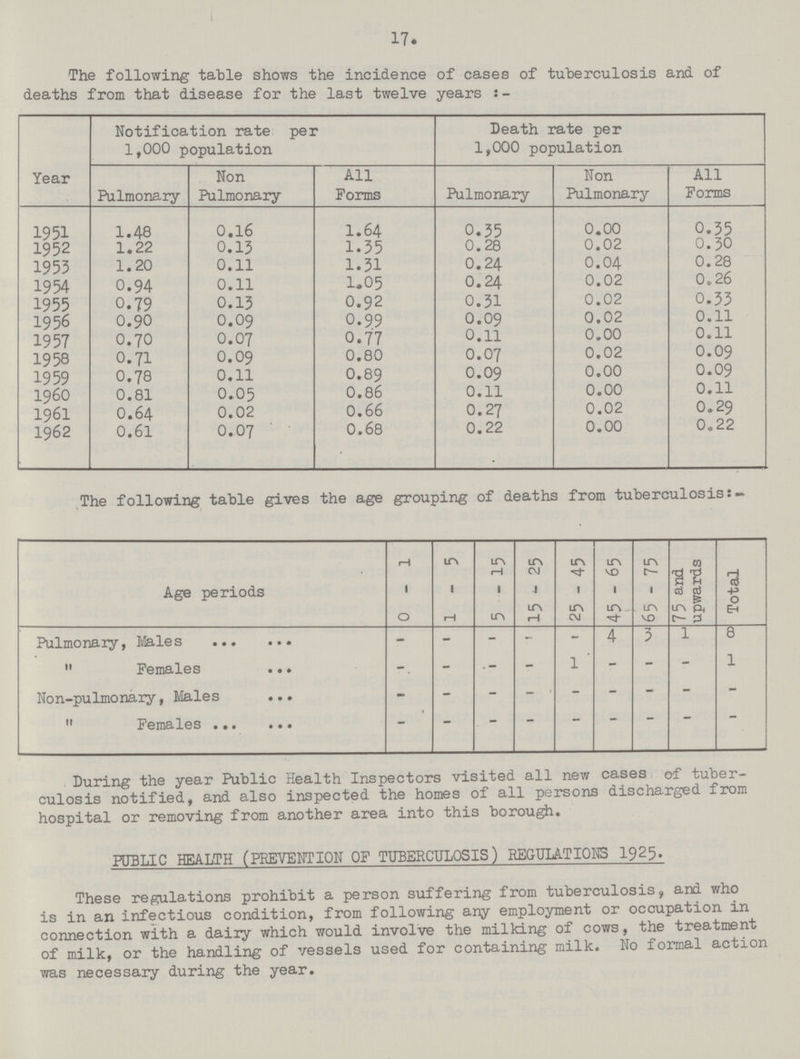 17.
The following table shows the incidence of cases of tuberculosis and of
deaths from that disease for the last twelve years :-
Year | Notification rate per 1,000 population | Death rate per 1,000 population
Pulmonary | Non Pulmonary | All Forms | Pulmonary | Non Pulmonary | All Forms
1951 1.48 0.16 1.64 0.35 0.00 0.35
1952 1.22 0.13 1.35 0.28 0.02 0.30
1953 1.20 0.11 1.31 0.24 0.04 0.28
1954 0.94 0.11 1.05 0.24 0.02 0.26
1955 0.79 0.13 0.92 0.31 0.02 0.33
1956 0.90 0.09 0.99 0.09 0.02 0.11
1957 0.70 0.07 0.77 0.11 0.00 0.11
1958 0.71 0.09 0.80 0.07 0.02 0.09
1959 0.78 0.11 0.89 0.09 0.00 0.09
1960 0.81 0.05 0.86 0.11 0.00 0.11
1961 0.64 0.02 0.66 0.27 0.02 0.29
1962 0.61 0.07 0.68 0.22 0.00 0.22
The following table gives the age grouping of deaths from tuberculosis:-
Age periods | 0 - 1 | 1 - 5 | 5 - 15 | 15 - 25 | 25 - 45 | 45 - 65 | 65 - 75 | 75 and upwards | Total
Pulmonary, Males ... ... - - - - - 4 3 1 8
" Females ... - - - - 1 - - - 1
Non-pulmonary, Males ... - - - - - - - - -
" Females ... ... - - - - - - - - -
During the year Public Health Inspectors visited all new cases of tuber-
culosis notified, and also inspected the homes of all persons discharged from
hospital or removing from another area into this borough.
PUBLIC HEALTH (PREVENTION OF TUBERCULOSIS) REGULATIONS 1925.
These regulations prohibit a person suffering from tuberculosis, and who
is in an infectious condition, from following any employment or occupation in
connection with a dairy which would involve the milking of cows, the treatment
of milk, or the handling of vessels used for containing milk. No formal action
was necessary during the year.